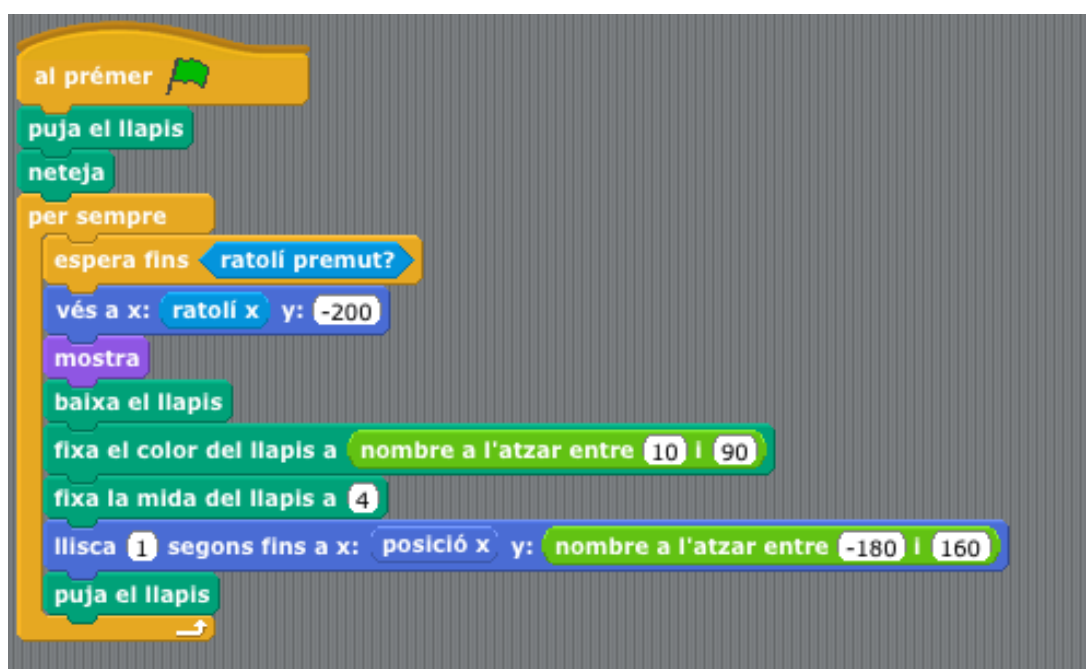 al prémer
puja el llapis
neteja
per sempre
espera fins ratolí premut?
vés a x: ratolí x y: -200
mostra
baixa el llapis
fixa el color del llapis a nombre a l'atzar entre 10 i 90
fixa la mida del llapis a 4
llisca 1 segons fins a x: posició x y: nombre a l'atzar entre -180 i 160
puja el llapis